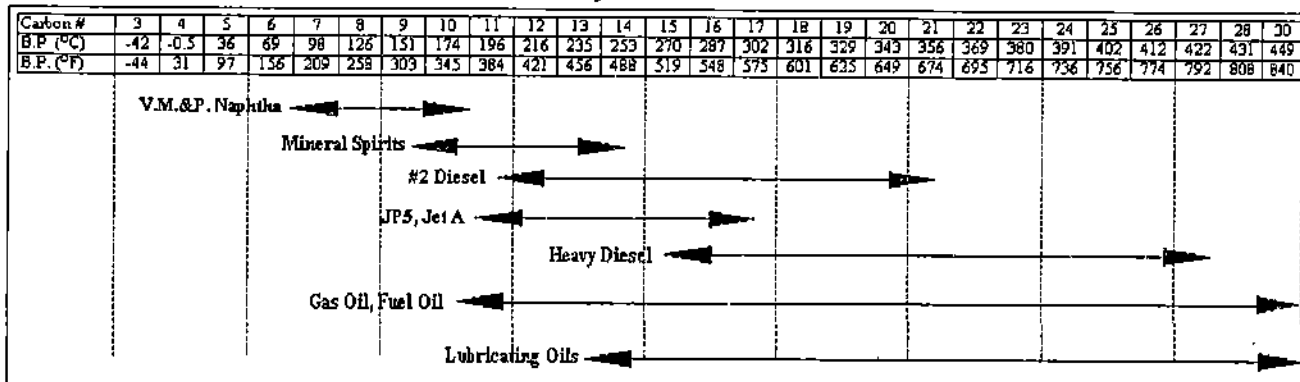 Carbon # 3 4 5 6 7 8 9 10 11 12 13 14 15 16 17 18 19 20 21 22 23 24 25 26 27 28 30
B.P. (°C) -42 -0.5 36 69 98 126 151 174 196 216 235 253 270 287 302 316 329 343 356 369 380 391 402 412 422 431 449
B.P. (°F) -44 31 97 156 209 258 303 345 384 421 456 488 519 548 575 601 625 649 674 695 716 736 756 774 792 808 840
V.M.&P. Naphtha
Mineral Spirits
#2 Diesel
JP5, Jet A
Heavy Diesel
Gas Oil, Fuel Oil
Lubricating Oils